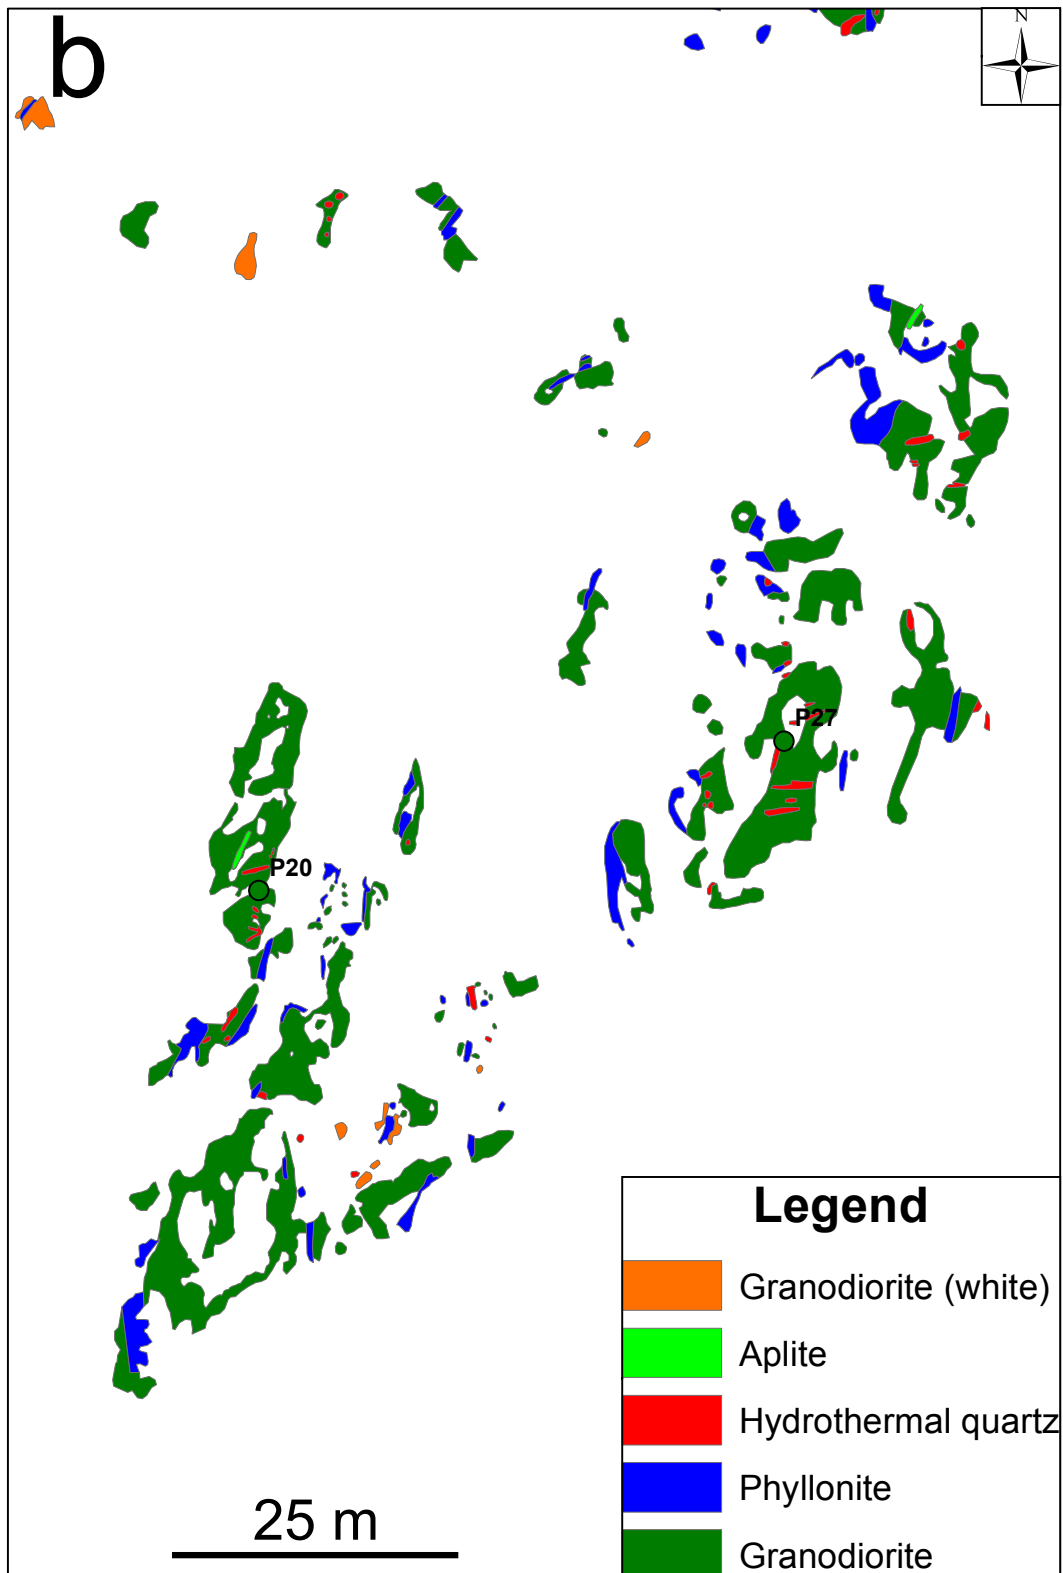 b
N
P27
P20
Legend
Granodiorite (white)
Aplite
Hydrothermal quartz
Phyllonite
Granodiorite
25 m